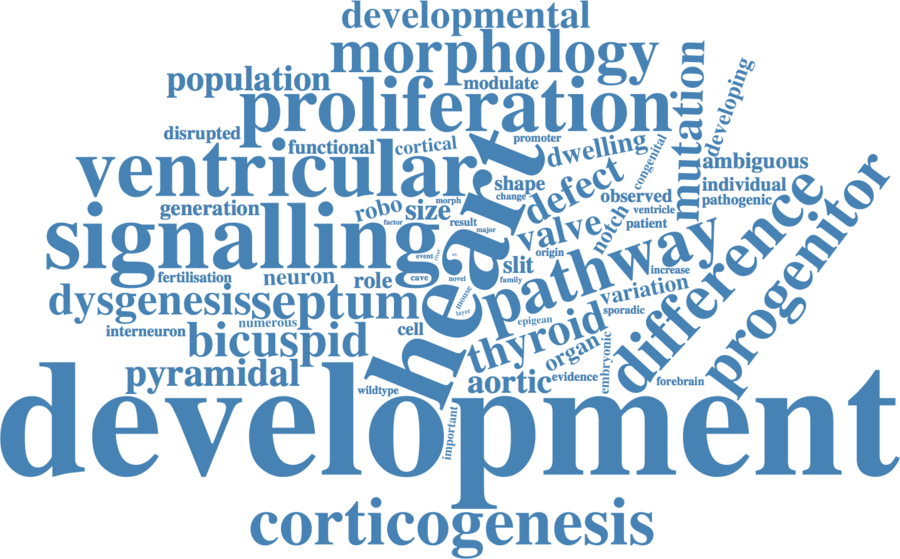 developmental
morphology
population
modulate
proliferation
mutation
developing
disrupted
functional
cortical
promoter
dwelling
congenital
ventricular
heart
ambiguous
shape
change
defect
observed
individual
pathogenic
generation
robo
factor
size
morph
result
major
valve
notch
ventricle
patient
signalling
event
river
origin
pathway
difference
progenitor
fertilisation
neuron
role
cave
novel
slit
family
increase
variation
sporadic
dysgenesis
septum
mouse
layer
interneuron
numerous
bicuspid
cell
epigean
thyroid
organ
embryonic
pyramidal
wildtype
aortic
evidence
forebrain
development
important
corticogenesis